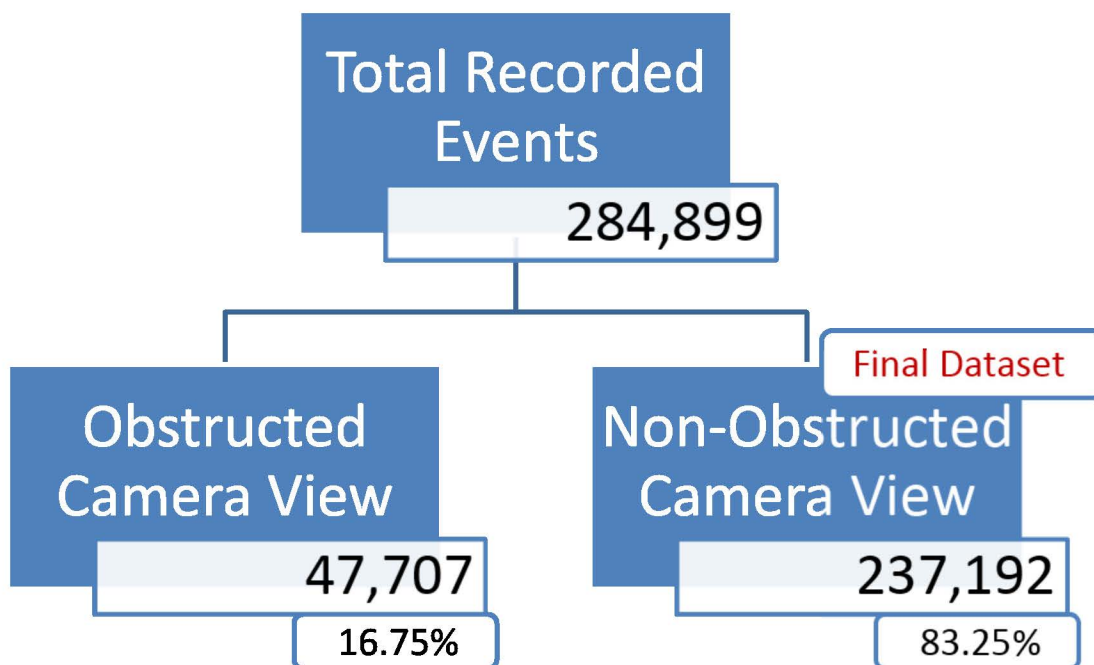 Total Recorded
Events
284,899
Final Dataset
Obstructed
Camera View
47,707
16.75%
Non-Obstructed
Camera View
237,192
83.25%